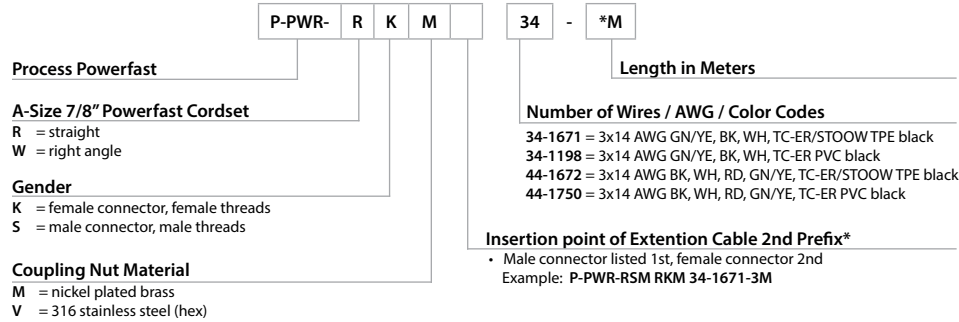 P-PWR- R K M 34 - *M
Process Powerfast
Length in Meters
A-Size 7/8” Powerfast Cordset
R = straight
W = right angle
Number of Wires / AWG / Color Codes
34-1671 = 3x14 AWG GN/YE, BK, WH, TC-ER/STOOW TPE black
34-1198 = 3x14 AWG GN/YE, BK, WH, TC-ER PVC black
44-1672 = 3x14 AWG BK, WH, RD, GN/YE, TC-ER/STOOW TPE black
44-1750 = 3x14 AWG BK, WH, RD, GN/YE, TC-ER PVC black
Gender
K = female connector, female threads
S = male connector, male threads
Insertion point of Extention Cable 2nd Prefix*
• Male connector listed 1st, female connector 2nd
Example: P-PWR-RSM RKM 34-1671-3M
Coupling Nut Material
M = nickel plated brass
V = 316 stainless steel (hex)